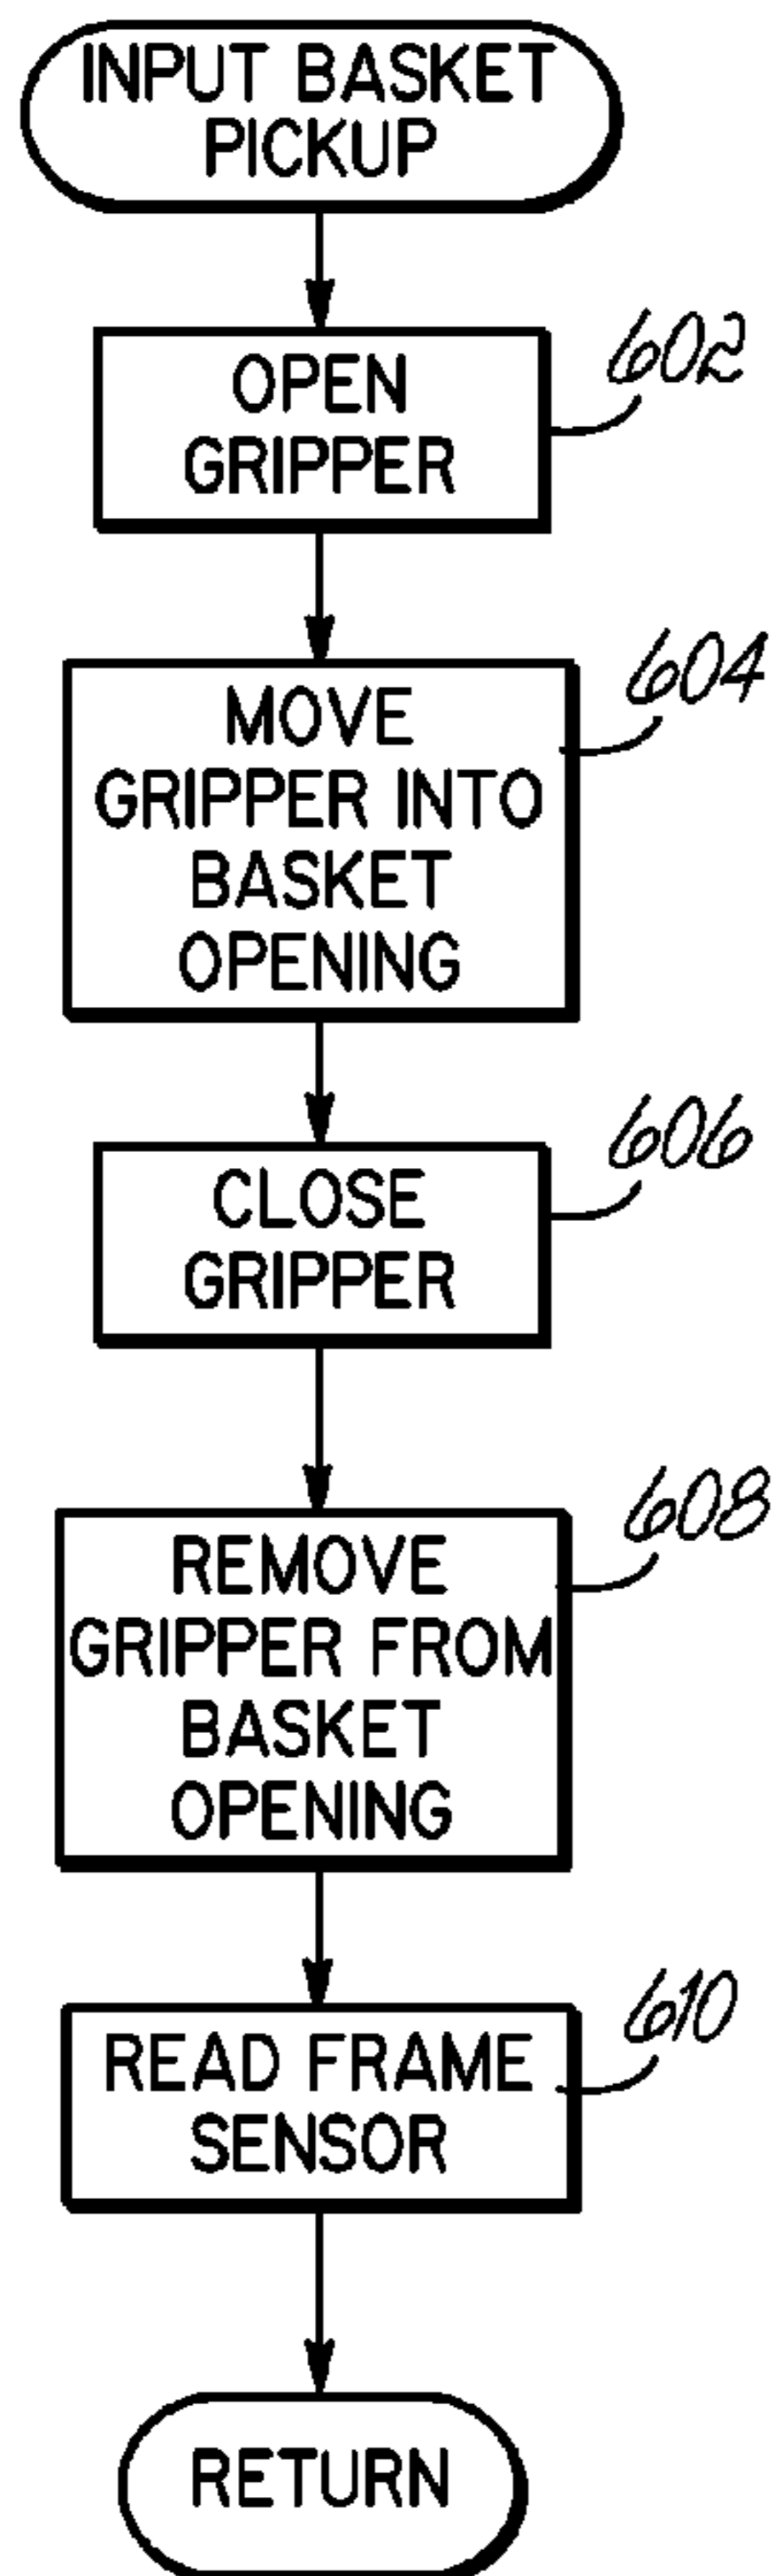 INPUT BASKET
PICKUP
602
OPEN
GRIPPER
604
MOVE
GRIPPER INTO
BASKET
OPENING
606
CLOSE
GRIPPER
608
REMOVE
GRIPPER FROM
BASKET
OPENING
610
READ FRAME
SENSOR
RETURN